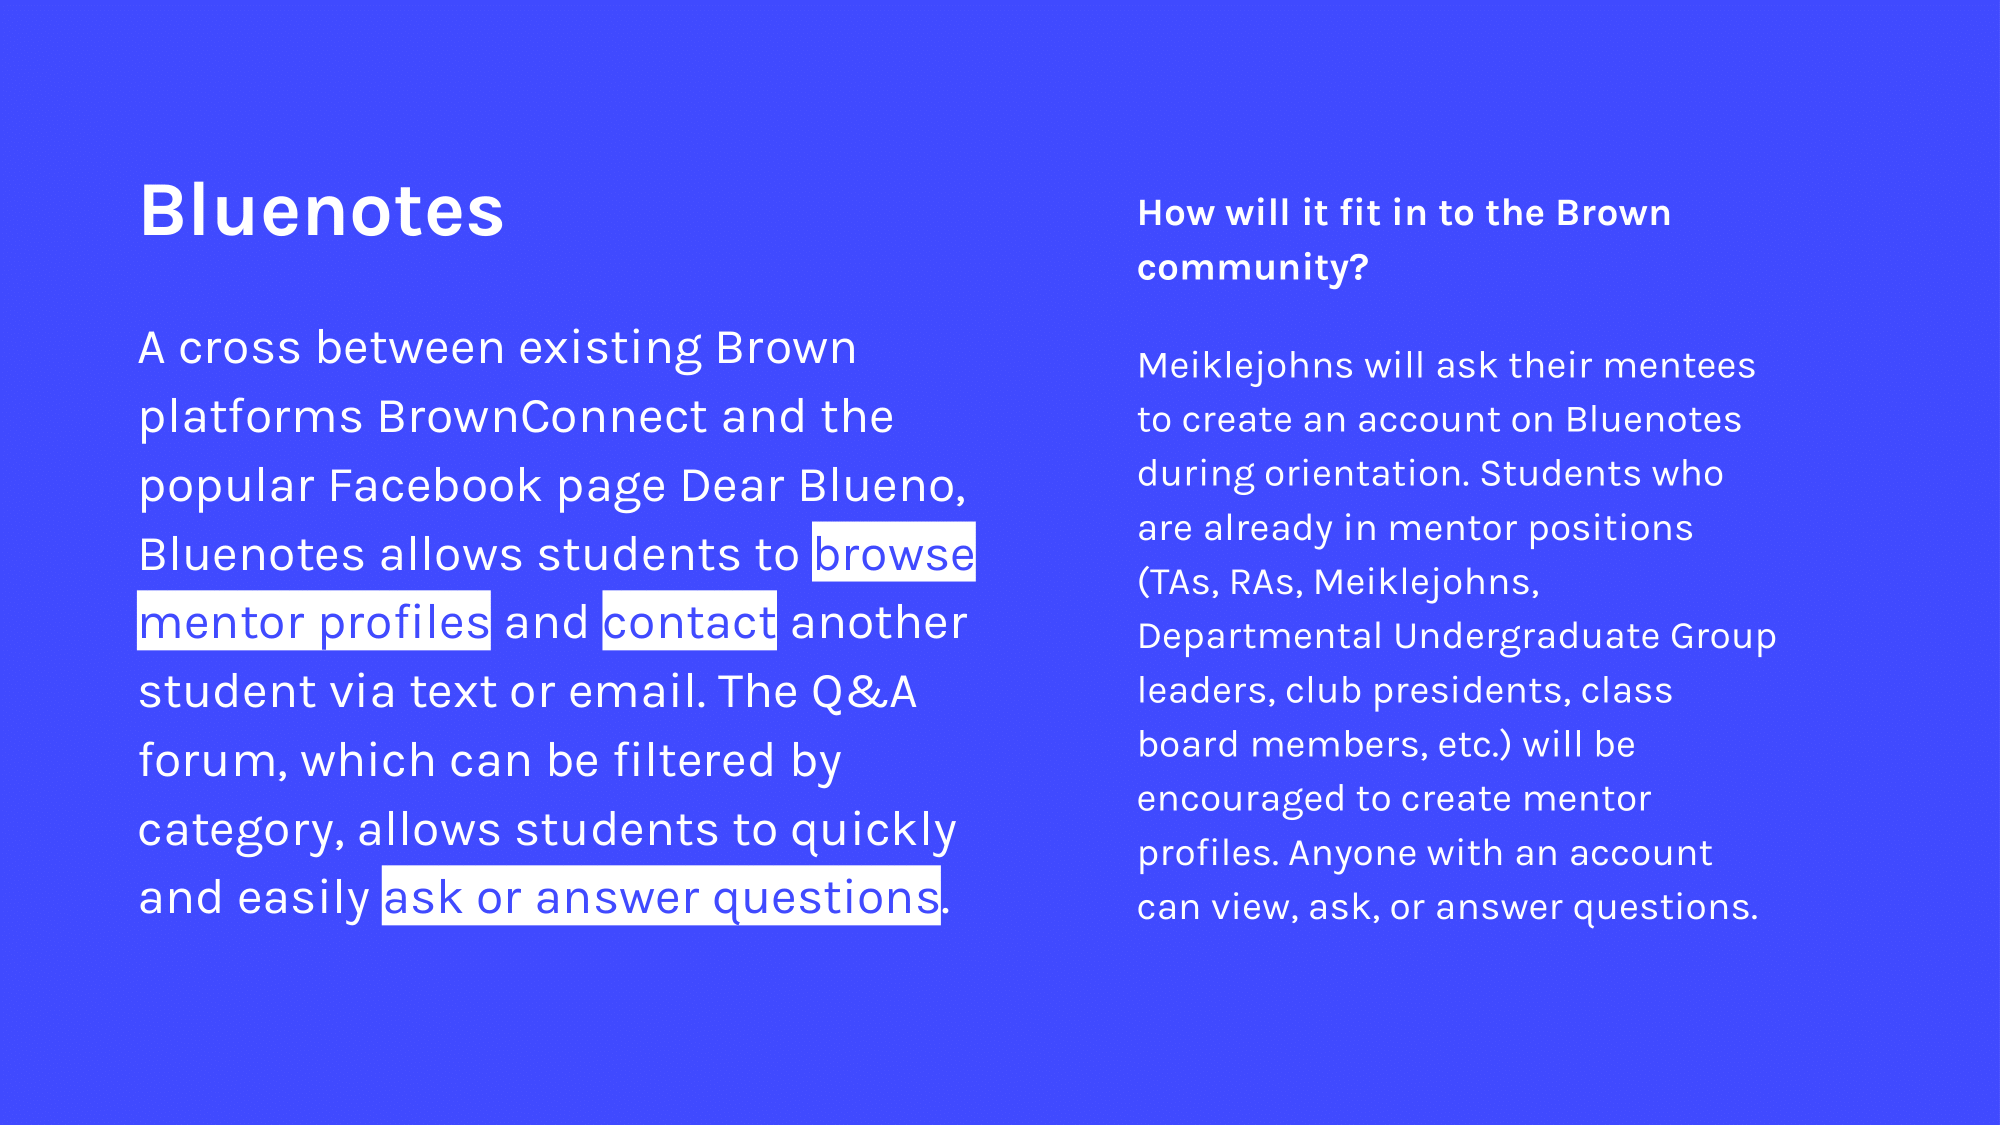 Bluenotes
A cross between existing Brown
platforms BrownConnect and the
popular Facebook page Dear Blueno,
Bluenotes allows students to browse
mentor profiles and contact another
student via text or email. The Q&A
forum, which can be filtered by
category, allows students to quickly
and easily ask or answer questions.
How will it fit in to the Brown
community?
Meiklejohns will ask their mentees
to create an account on Bluenotes
during orientation. Students who
are already in mentor positions
(TAs, RAs, Meiklejohns,
Departmental Undergraduate Group
leaders, club presidents, class
board members, etc.) will be
encouraged to create mentor
profiles. Anyone with an account
can view, ask, or answer questions.